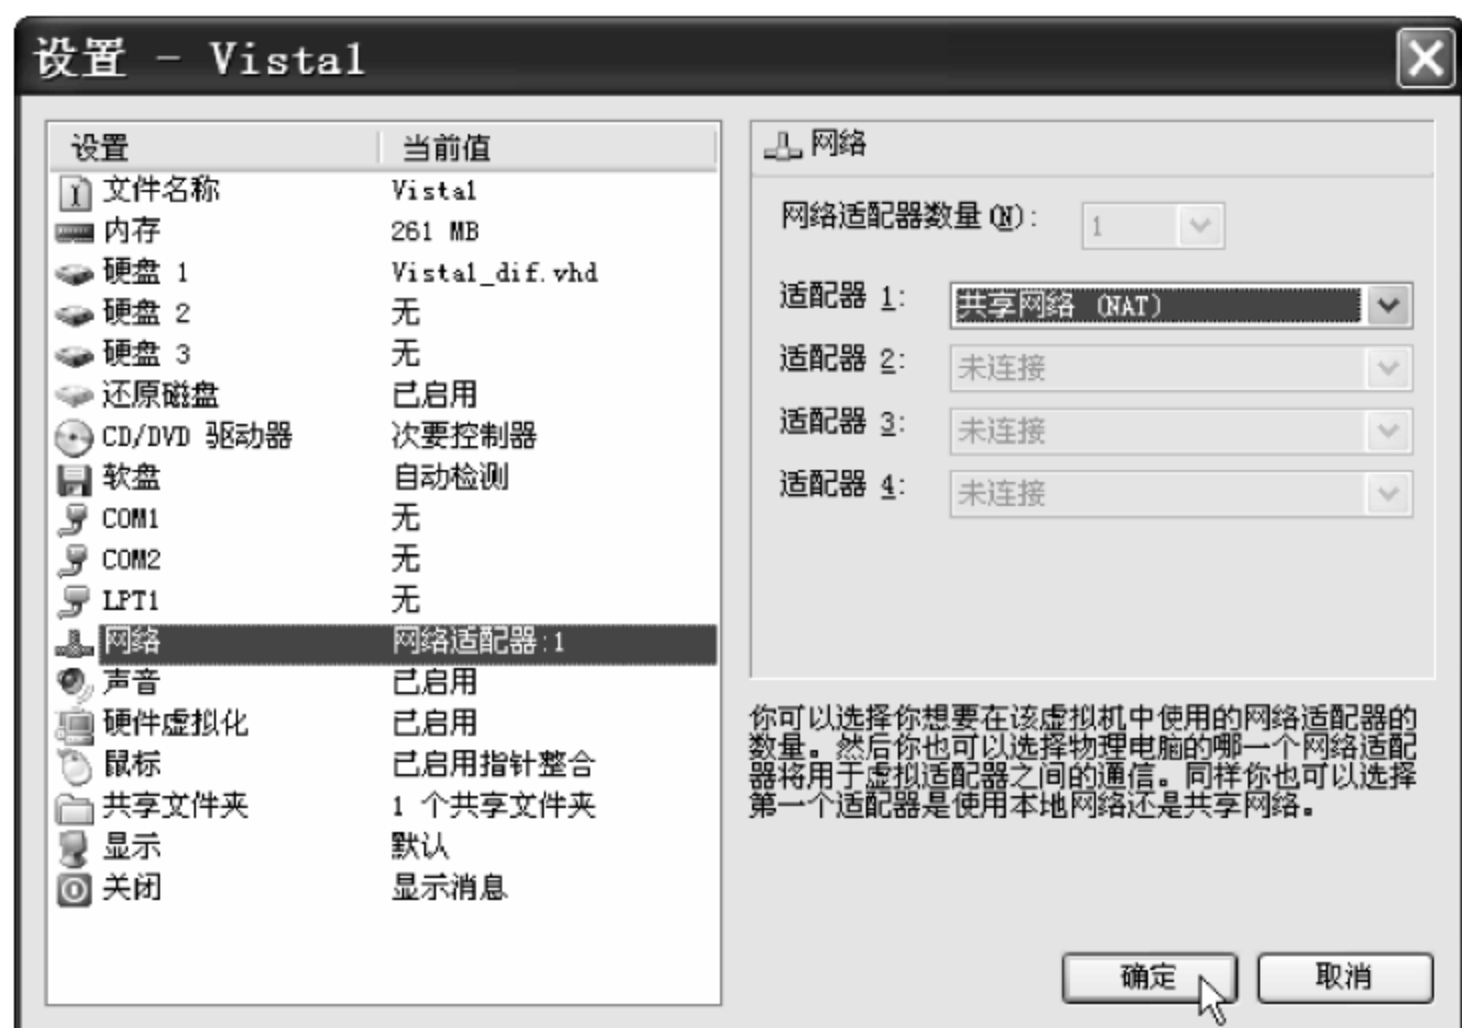 设置 - Vista1
设置 当前值
文件名称 Vista1
内存 261 MB
硬盘 1 Vista1_dif.vhd
硬盘 2 无
硬盘 3 无
还原磁盘 已启用
CD/DVD 驱动器 次要控制器
软盘 自动检测
COM1 无
COM2 无
LPT1 无
网络 网络适配器:1
声音 已启用
硬件虚拟化 已启用
鼠标 已启用指针整合
共享文件夹 1 个共享文件夹
显示 默认
关闭 显示消息
网络
网络适配器数量(N): 1
适配器 1: 共享网络 (NAT)
适配器 2: 未连接
适配器 3: 未连接
适配器 4: 未连接
你可以选择你想要在该虚拟机中使用的网络适配器的
数量。然后你也可以选择物理电脑的哪一个网络适配
器将用于虚拟适配器之间的通信。同样你也可以选择
第一个适配器是使用本地网络还是共享网络。
确定 取消